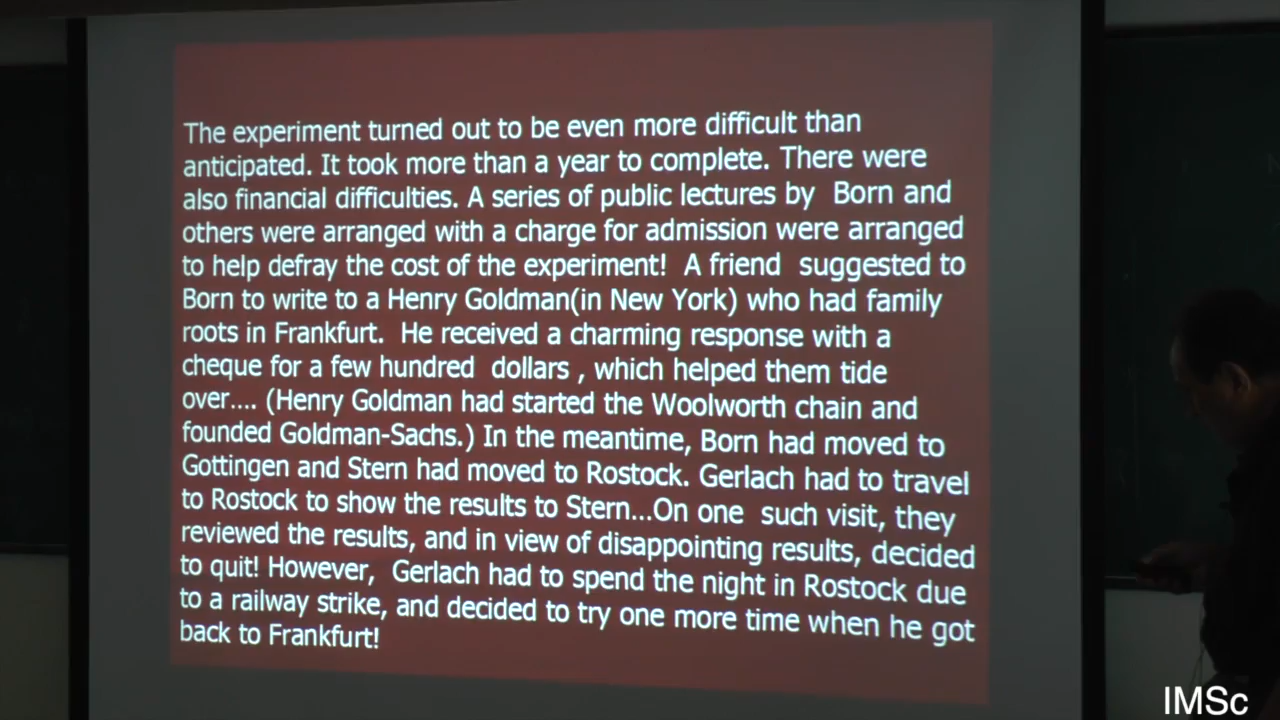 The experiment turned out to be even more difficult than
anticipated. It took more than a year to complete. There were
also financial difficulties. A series of public lectures by Born and
others were arranged with a charge for admission were arranged
to help defray the cost of the experiment! A friend suggested to
Born to write to a Henry Goldman(in New York) who had family
roots in Frankfurt. He received a charming response with a
cheque for a few hundred dollars , which helped them tide
over.... (Henry Goldman had started the Woolworth chain and
founded Goldman-Sachs.) In the meantime, Born had moved to
Gottingen and Stern had moved to Rostock. Gerlach had to travel
to Rostock to show the results to Stern...On one such visit, they
reviewed the results, and in view of disappointing results, decided
to quit! However, Gerlach had to spend the night in Rostock due
to a railway strike, and decided to try one more time when he got
back to Frankfurt!
IMSc